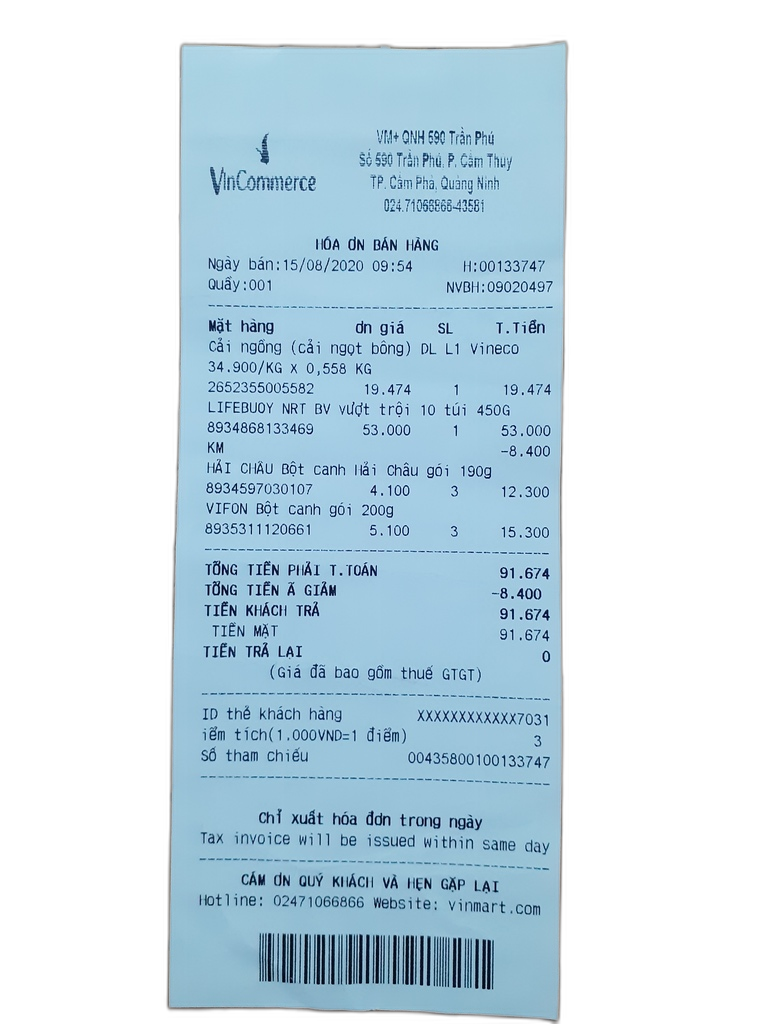 VinCommerce
VM+ QNH 590 Trần Phú
Số 590 Trần Phú, P. Cẩm Thuỷ
TP. Cẩm Phả, Quảng Ninh
024.71066866-43581
HÓA ƠN BÁN HÀNG
Ngày bán:15/08/2020 09:54 H:00133747
Quầy:001 NVBH:09020497
Mặt hàng ơn giá SL T.Tiền
Cải ngồng (cải ngọt bông) DL L1 Vineco
34.900/KG X 0,558 KG
2652355005582 19.474 1 19.474
LIFEBUOY NRT BV vượt trội 10 túi 450G
8934868133469 53.000 1 53.000
KM -8.400
HẢI CHÂU Bột canh Hải Châu gói 190g
8934597030107 4.100 3 12.300
VIFON Bột canh gói 200g
8935311120661 5.100 3 15.300
TỔNG TIỀN PHẢI T.TOÁN 91.674
TỔNG TIỀN Ã GIẢM -8.400
TIỀN KHÁCH TRẢ 91.674
TIỀN MẶT 91.674
TIỀN TRẢ LẠI 0
(Giá đã bao gồm thuế GTGT)
ID thẻ khách hàng XXXXXXXXXXXX7031
iểm tích(1.000VND=1 điểm) 3
Số tham chiếu 00435800100133747
Chỉ xuất hóa đơn trong ngày
Tax invoice will be issued within same day
CÁM ƠN QUÝ KHÁCH VÀ HẸN GẶP LẠI
Hotline: 02471066866 Website: vinmart.com